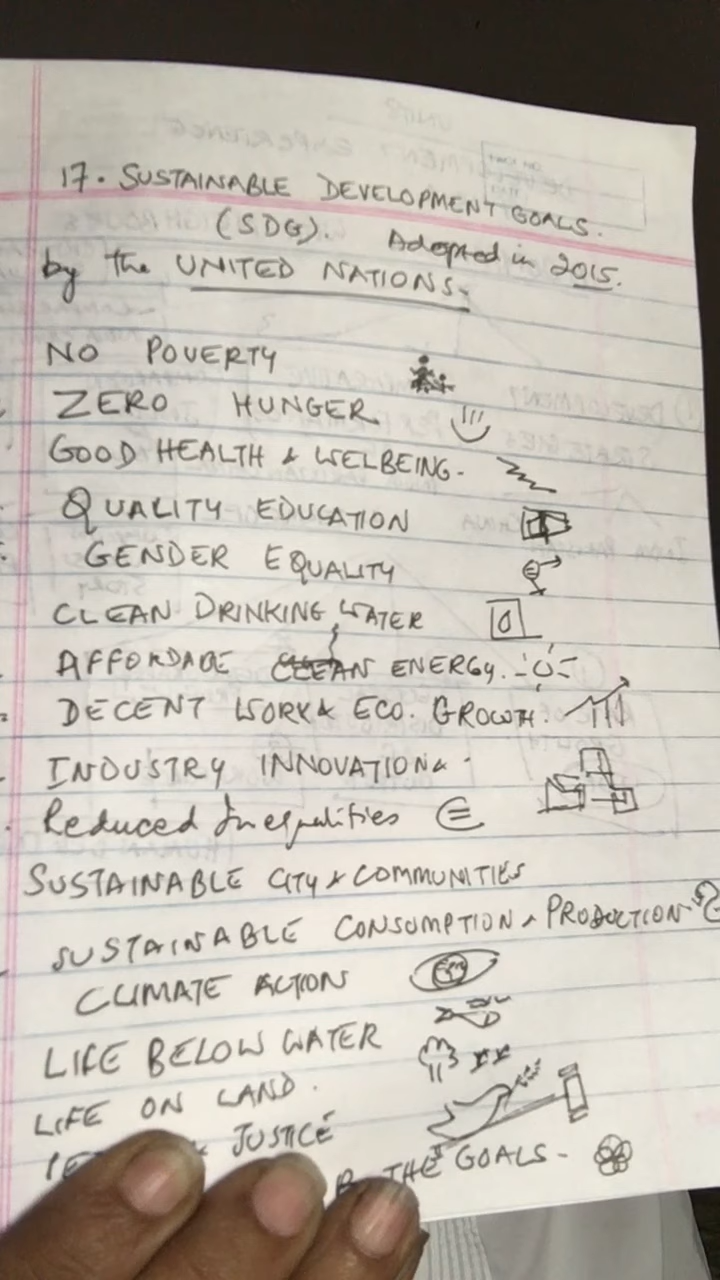 17. SUSTAINABLE DEVELOPMENT GOALS.
(SDG). Adopted in 2015.
by the UNITED NATIONS-
NO POVERTY
ZERO HUNGER
GOOD HEALTH & WELBEING.
QUALITY EDUCATION
GENDER EQUALITY
CLEAN DRINKING WATER
AFFORDABE CLEAN ENERGY.
DECENT WORK & ECO. GROWTH.
INDUSTRY INNOVATION &
Reduced Inequalities
SUSTAINABLE CITY & COMMUNITIES
SUSTAINABLE CONSUMPTION & PRODUCTION
CLIMATE ACTION
LIFE BELOW WATER
LIFE ON LAND.
JUSTICE
THE GOALS-